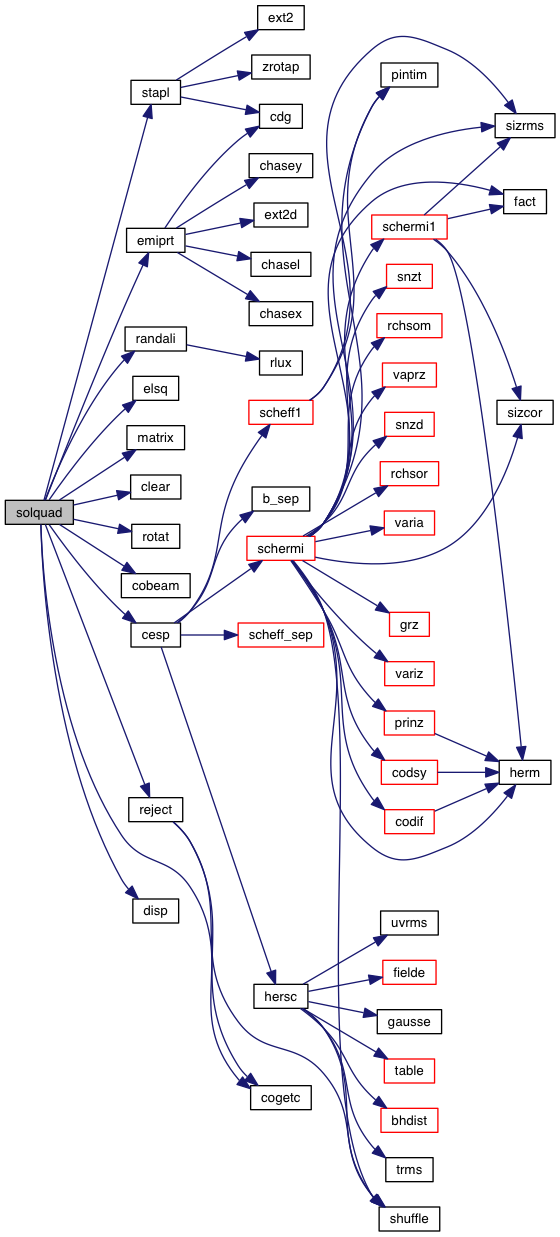 ext2
zrotap
pintim
stapl
cdg
sizrms
chasey
fact
ext2d
schermi1
emiprt
chasel
snzt
chasex
rchsom
randali
rlux
vaprz
elsq
scheff1
sizcor
snzd
matrix
rchsor
clear
b_sep
solquad
varia
rotat
schermi
cobeam
grz
cesp
scheff_sep
variz
prinz
codsy
herm
reject
codif
disp
uvrms
fielde
hersc
gausse
table
cogetc
bhdist
trms
shuffle